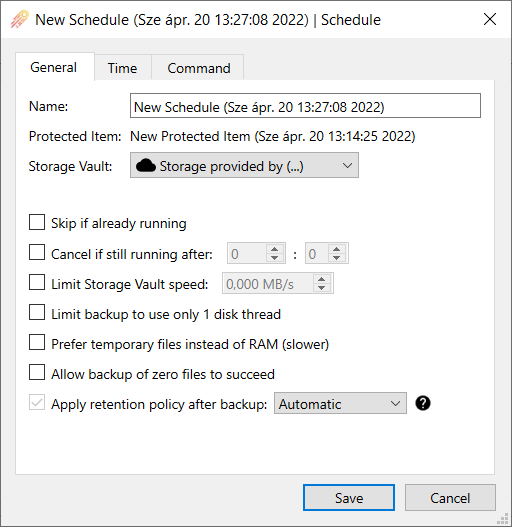 New Schedule (Sze ápr. 20 13:27:08 2022) | Schedule
General Time Command
Name: New Schedule (Sze ápr. 20 13:27:08 2022)
Protected Item: New Protected Item (Sze ápr. 20 13:14:25 2022)
Storage Vault: Storage provided by (...)
Skip if already running
Cancel if still running after: 0 : 0
Limit Storage Vault speed: 0,000 MB/s
Limit backup to use only 1 disk thread
Prefer temporary files instead of RAM (slower)
Allow backup of zero files to succeed
Apply retention policy after backup: Automatic ?
Save Cancel